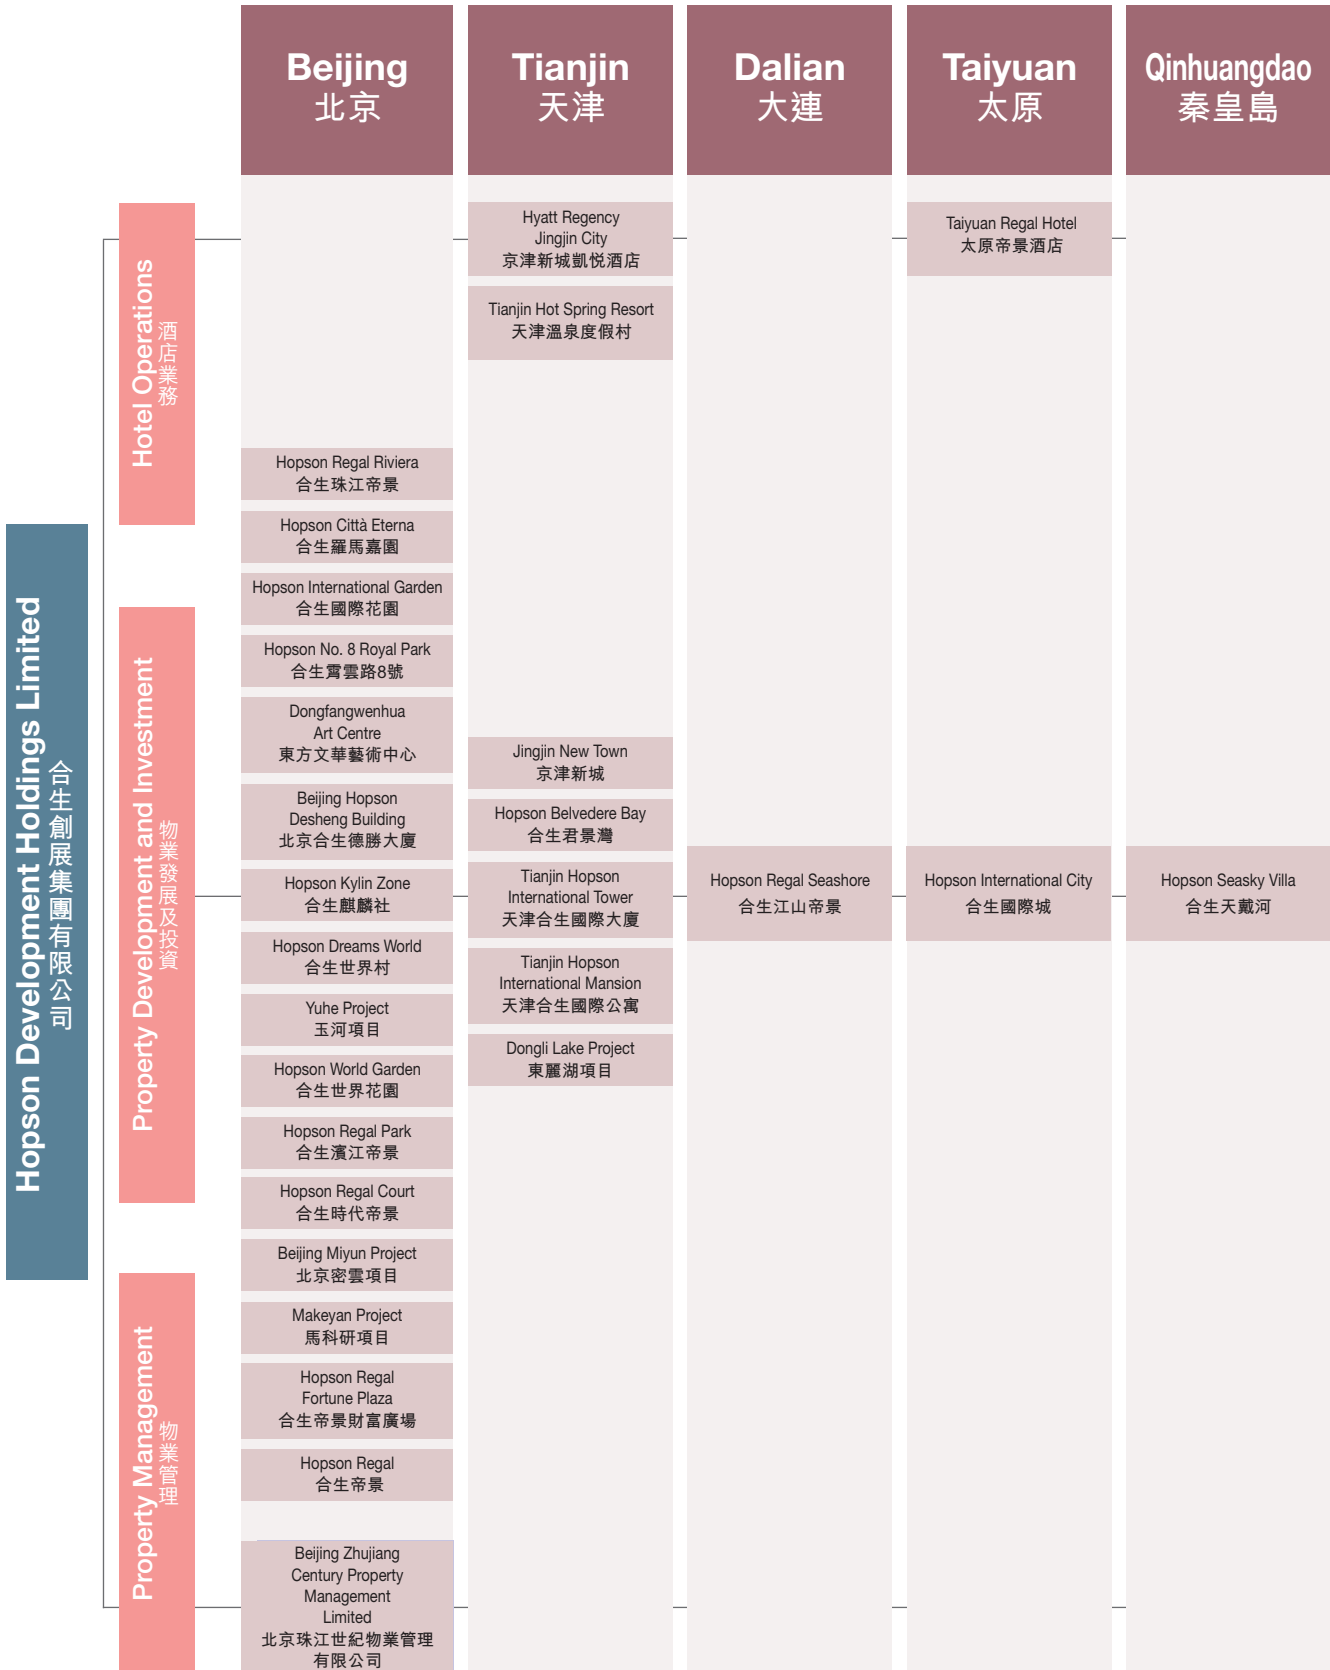 Beijing
北京
Tianjin
天津
Dalian
大連
Taiyuan
太原
Qinhuangdao
秦皇島
Hopson Development Holdings Limited
合生創展集團有限公司
Hotel Operations
酒店業務
Hyatt Regency
Jingjin City
京津新城凱悦酒店
Tianjin Hot Spring Resort
天津溫泉度假村
Taiyuan Regal Hotel
太原帝景酒店
Property Development and Investment
物業發展及投資
Hopson Regal Riviera
合生珠江帝景
Hopson Città Eterna
合生羅馬嘉園
Hopson International Garden
合生國際花園
Hopson No. 8 Royal Park
合生霄雲路8號
Dongfangwenhua
Art Centre
東方文華藝術中心
Beijing Hopson
Desheng Building
北京合生德勝大廈
Hopson Kylin Zone
合生麒麟社
Hopson Dreams World
合生世界村
Yuhe Project
玉河項目
Hopson World Garden
合生世界花園
Hopson Regal Park
合生濱江帝景
Hopson Regal Court
合生時代帝景
Beijing Miyun Project
北京密雲項目
Makeyan Project
馬科研項目
Hopson Regal
Fortune Plaza
合生帝景財富廣場
Hopson Regal
合生帝景
Jingjin New Town
京津新城
Hopson Belvedere Bay
合生君景灣
Tianjin Hopson
International Tower
天津合生國際大廈
Tianjin Hopson
International Mansion
天津合生國際公寓
Dongli Lake Project
東麗湖項目
Hopson Regal Seashore
合生江山帝景
Hopson International City
合生國際城
Hopson Seasky Villa
合生天戴河
Property Management
物業管理
Beijing Zhujiang
Century Property
Management
Limited
北京珠江世紀物業管理
有限公司